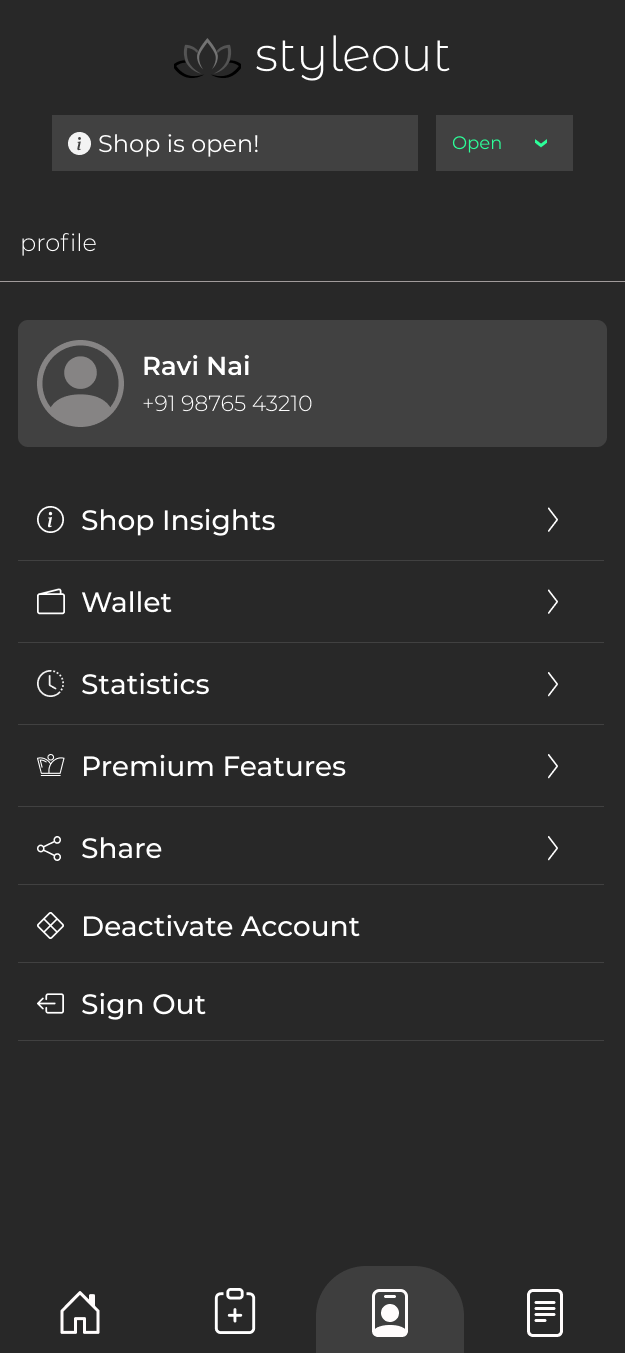 styleout
Shop is open!
Open
profile
Ravi Nai
+91 98765 43210
Shop Insights
Wallet
Statistics
Premium Features
Share
Deactivate Account
Sign Out